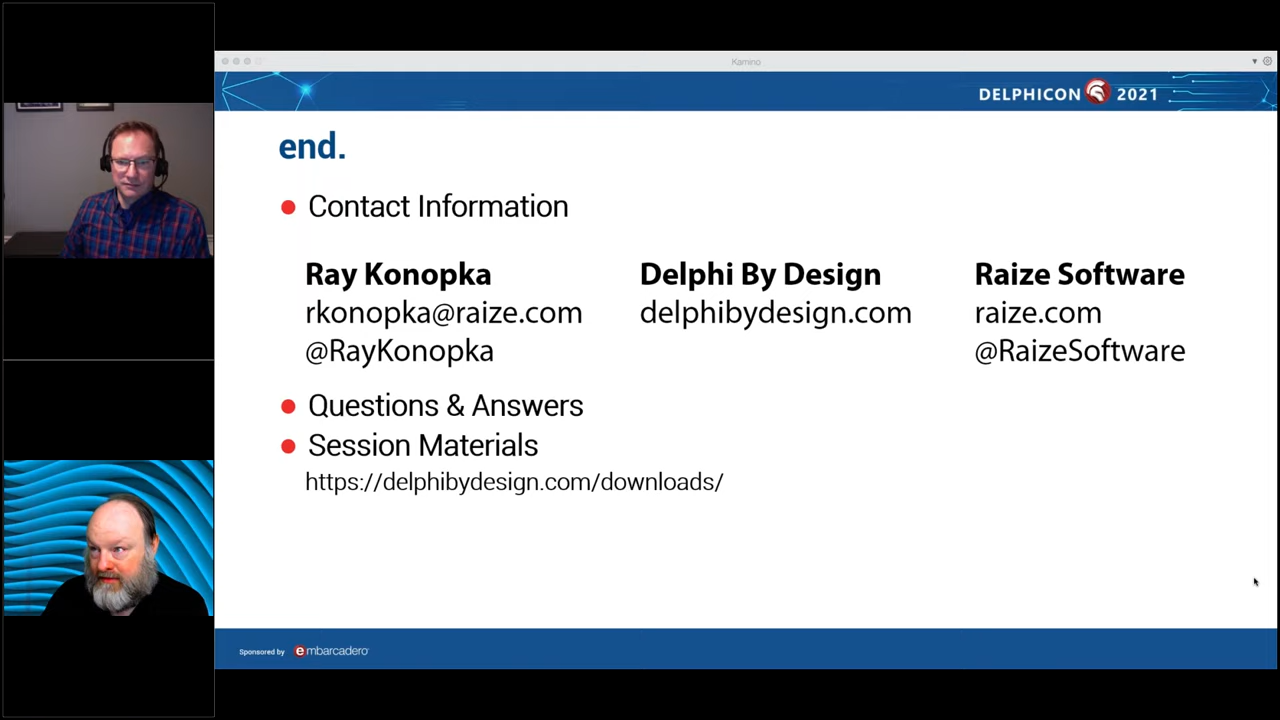 Kamino
DELPHICON 2021
end.
Contact Information
Ray Konopka
rkonopka@raize.com
@RayKonopka
Delphi By Design
delphibydesign.com
Raize Software
raize.com
@RaizeSoftware
Questions & Answers
Session Materials
https://delphibydesign.com/downloads/
Sponsored by embarcadero